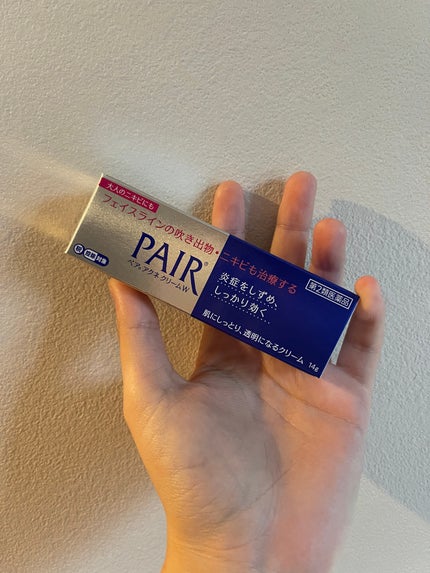 大人のニキビにも
フェイスラインの吹き出物・ニキビも治療する
PAIR®
ペア アクネ クリームW
第2類医薬品
炎症をしずめ、
しっかり効く
肌にしっとり、透明になるクリーム 14g